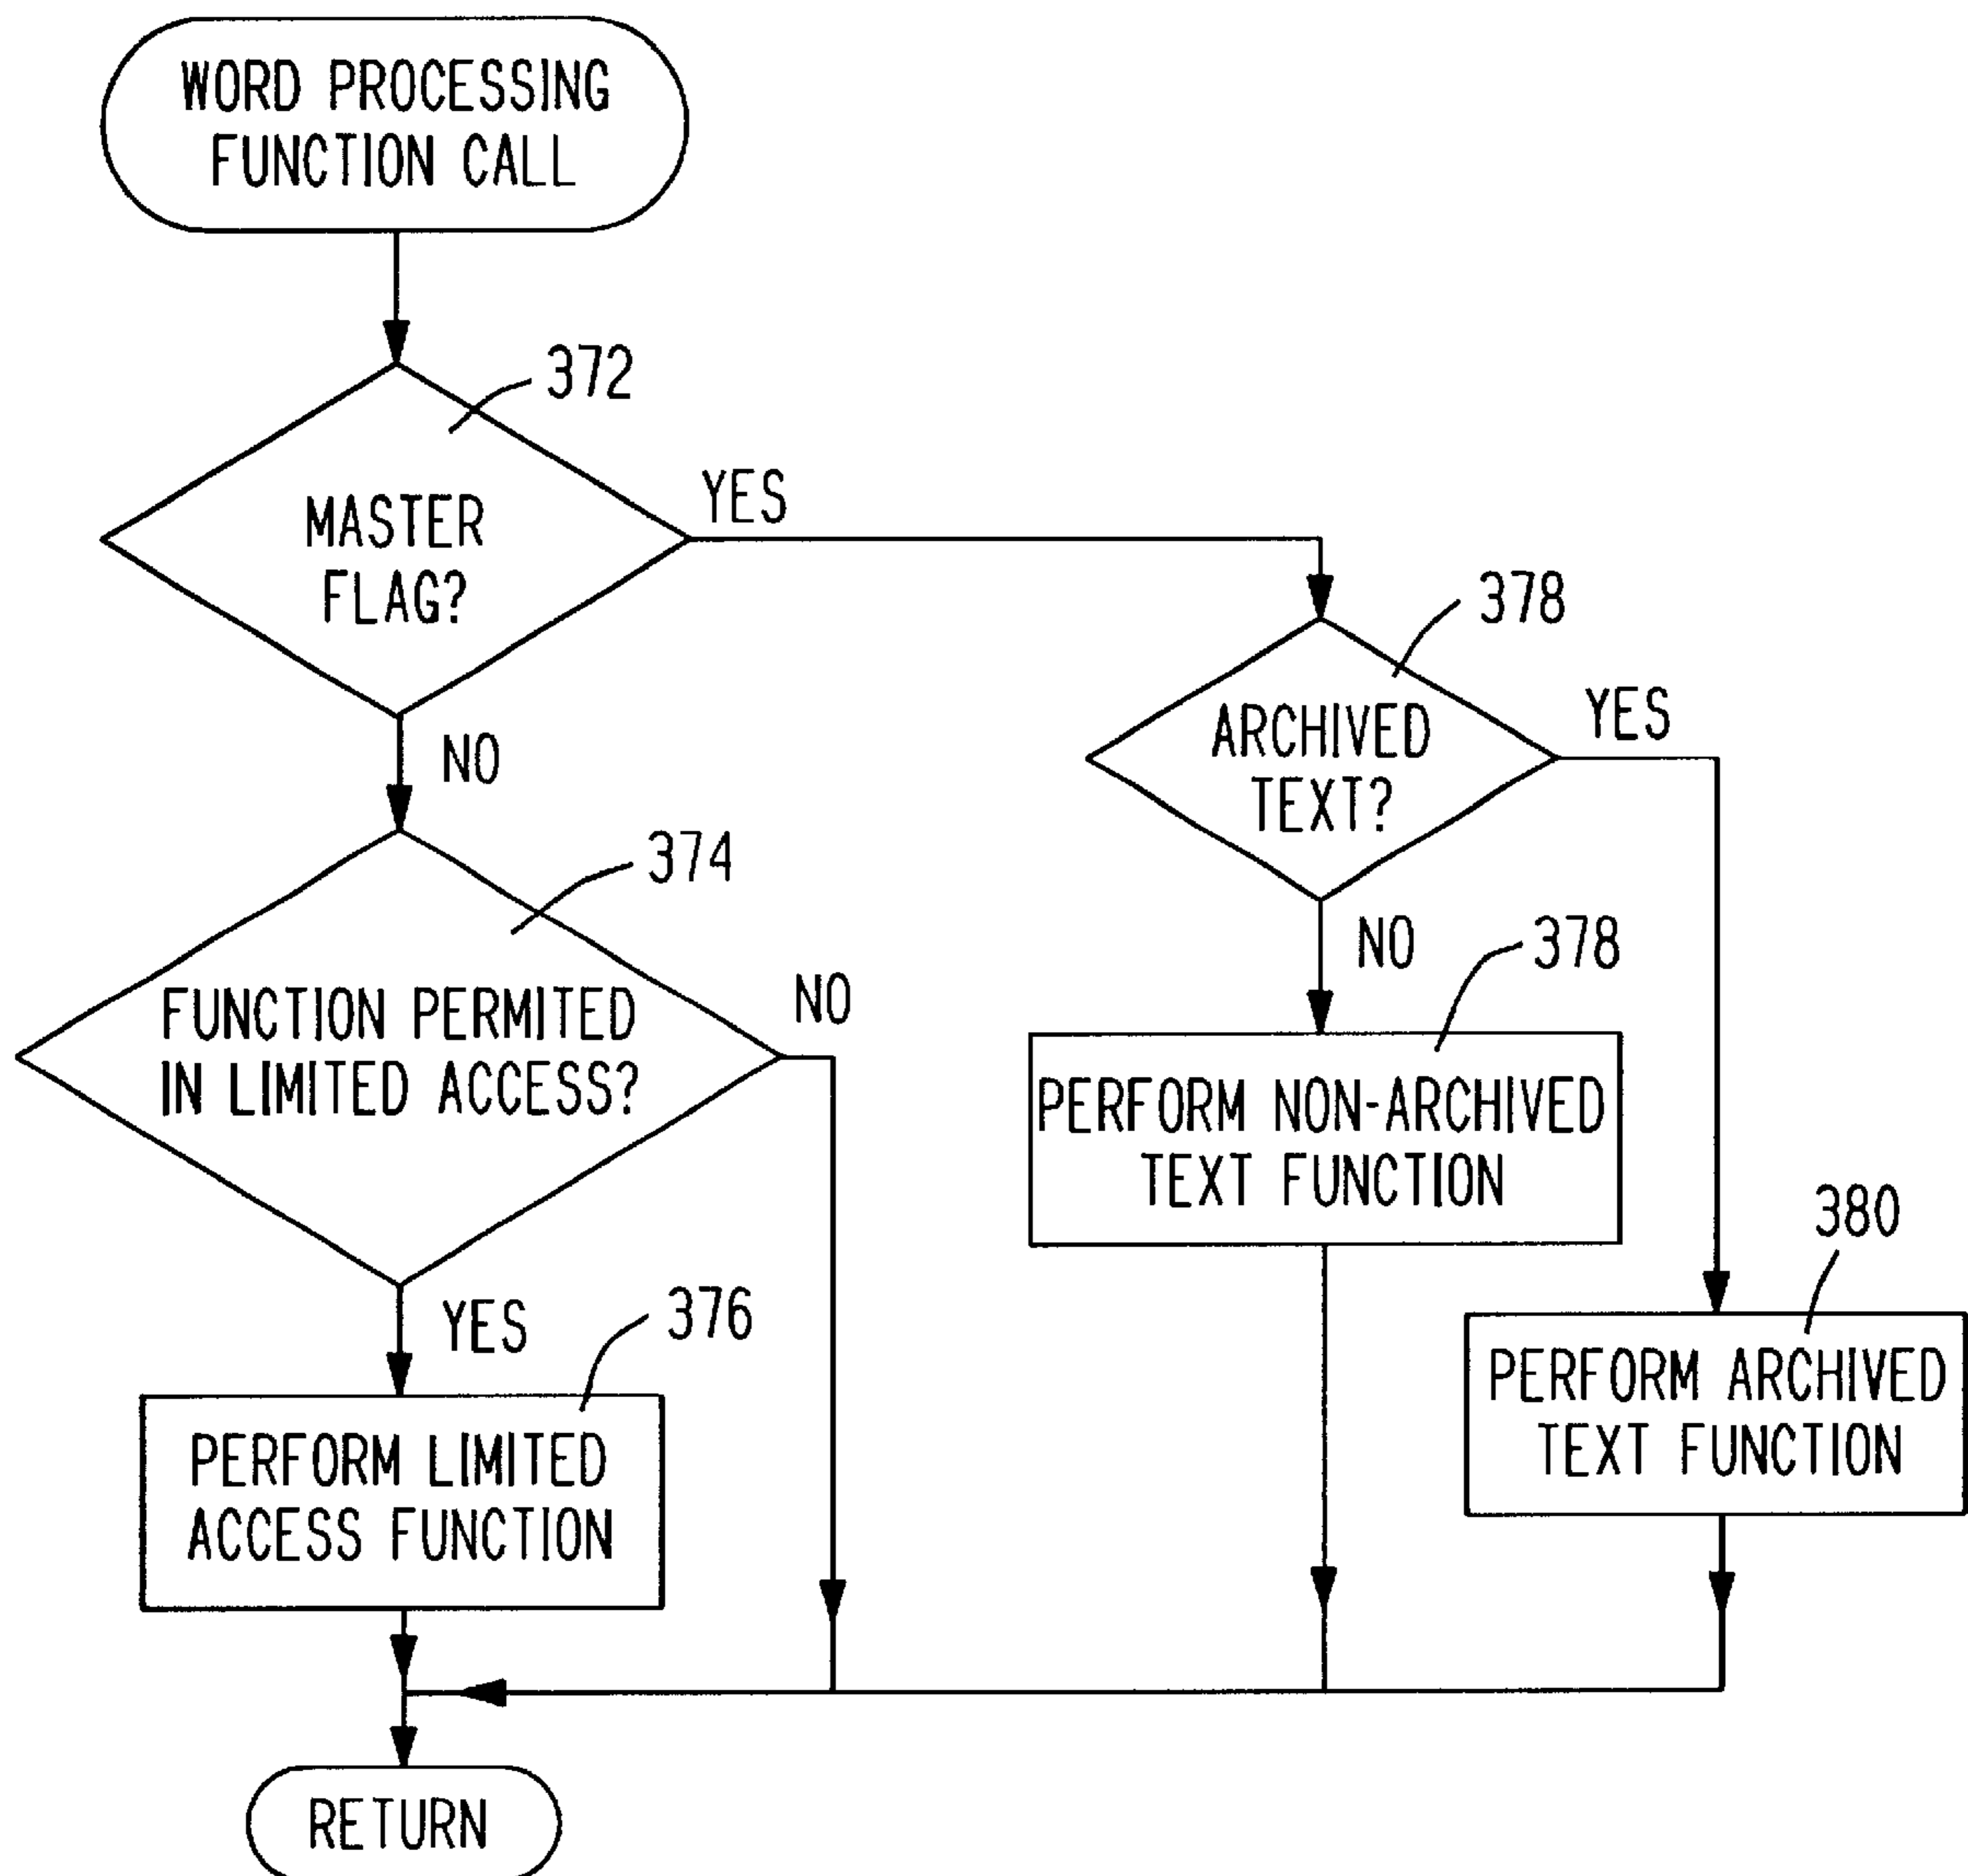 WORD PROCESSING
FUNCTION CALL
372
MASTER
FLAG?
YES
NO
378
ARCHIVED
TEXT?
YES
NO
374
FUNCTION PERMITED
IN LIMITED ACCESS?
NO
YES
378
PERFORM NON-ARCHIVED
TEXT FUNCTION
380
PERFORM ARCHIVED
TEXT FUNCTION
376
PERFORM LIMITED
ACCESS FUNCTION
RETURN